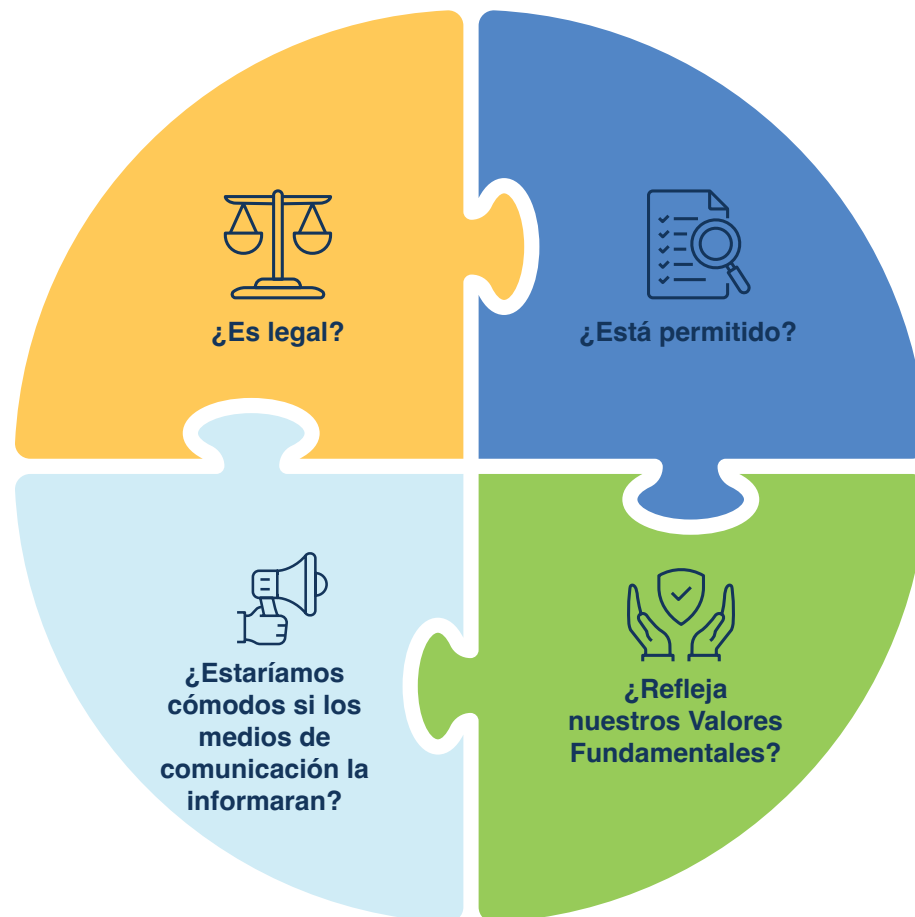 ¿Es legal?
¿Está permitido?
¿Estaríamos
cómodos si los
medios de
comunicación la
informaran?
¿Refleja
nuestros Valores
Fundamentales?